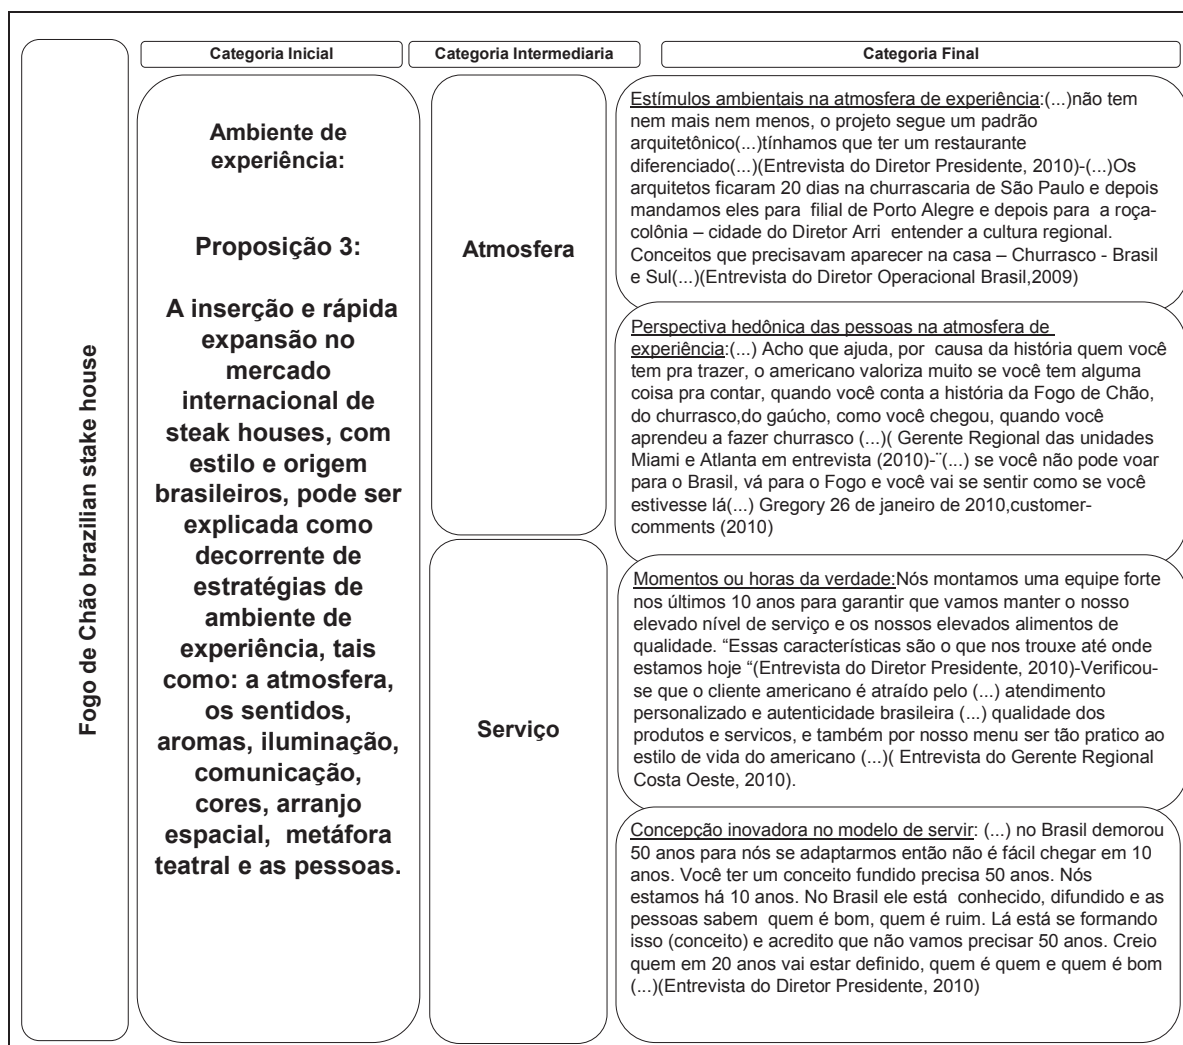 Fogo de Chão brazilian stake house
Categoria Inicial
Categoria Intermediaria
Categoria Final
Ambiente de
experiência:
Proposição 3:
A inserção e rápida
expansão no
mercado
internacional de
steak houses, com
estilo e origem
brasileiros, pode ser
explicada como
decorrente de
estratégias de
ambiente de
experiência, tais
como: a atmosfera,
os sentidos,
aromas, iluminação,
comunicação,
cores, arranjo
espacial, metáfora
teatral e as pessoas.
Atmosfera
Serviço
Estímulos ambientais na atmosfera de experiência:(...)não tem
nem mais nem menos, o projeto segue um padrão
arquitetônico(...)tínhamos que ter um restaurante
diferenciado(...)(Entrevista do Diretor Presidente, 2010)-(...)Os
arquitetos ficaram 20 dias na churrascaria de São Paulo e depois
mandamos eles para filial de Porto Alegre e depois para a roça-
colônia – cidade do Diretor Arri entender a cultura regional.
Conceitos que precisavam aparecer na casa – Churrasco - Brasil
e Sul(...)(Entrevista do Diretor Operacional Brasil,2009)
Perspectiva hedônica das pessoas na atmosfera de
experiência:(...) Acho que ajuda, por causa da história quem você
tem pra trazer, o americano valoriza muito se você tem alguma
coisa pra contar, quando você conta a história da Fogo de Chão,
do churrasco,do gaúcho, como você chegou, quando você
aprendeu a fazer churrasco (...)( Gerente Regional das unidades
Miami e Atlanta em entrevista (2010)-¨(...) se você não pode voar
para o Brasil, vá para o Fogo e você vai se sentir como se você
estivesse lá(...) Gregory 26 de janeiro de 2010,customer-
comments (2010)
Momentos ou horas da verdade:Nós montamos uma equipe forte
nos últimos 10 anos para garantir que vamos manter o nosso
elevado nível de serviço e os nossos elevados alimentos de
qualidade. “Essas características são o que nos trouxe até onde
estamos hoje “(Entrevista do Diretor Presidente, 2010)-Verificou-
se que o cliente americano é atraído pelo (...) atendimento
personalizado e autenticidade brasileira (...) qualidade dos
produtos e servicos, e também por nosso menu ser tão pratico ao
estilo de vida do americano (...)( Entrevista do Gerente Regional
Costa Oeste, 2010).
Concepção inovadora no modelo de servir: (...) no Brasil demorou
50 anos para nós se adaptarmos então não é fácil chegar em 10
anos. Você ter um conceito fundido precisa 50 anos. Nós
estamos há 10 anos. No Brasil ele está conhecido, difundido e as
pessoas sabem quem é bom, quem é ruim. Lá está se formando
isso (conceito) e acredito que não vamos precisar 50 anos. Creio
quem em 20 anos vai estar definido, quem é quem e quem é bom
(...)(Entrevista do Diretor Presidente, 2010)